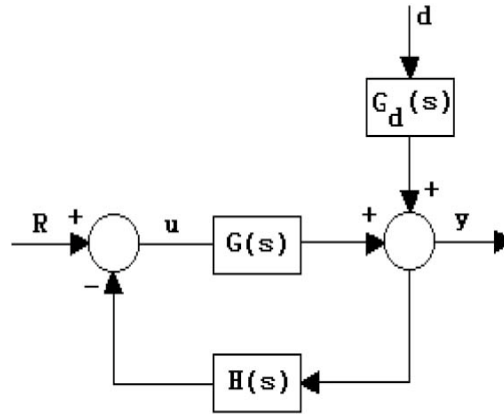 d
G_d(s)
+
R + u G(s) + y
-
H(s)